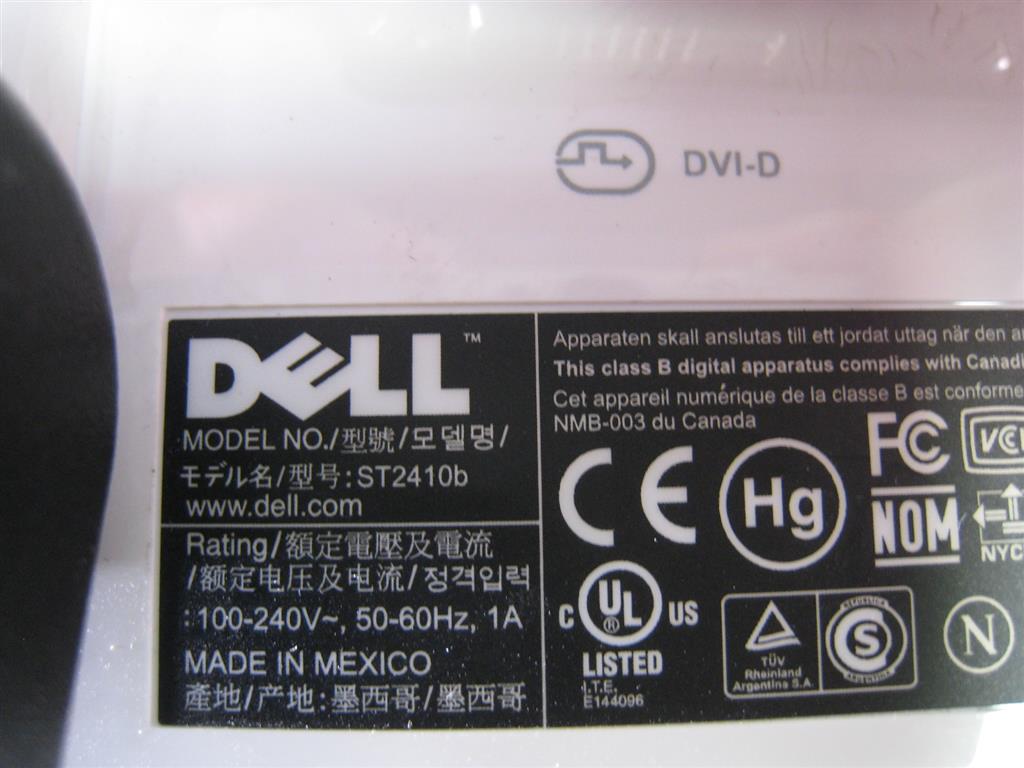 DVI-D
DELL™
MODEL NO./型號/모델명/
モデル名/型号: ST2410b
www.dell.com
Rating/額定電壓及電流
/额定电压及电流/정격입력
:100-240V~, 50-60Hz, 1A
MADE IN MEXICO
產地/产地:墨西哥/墨西哥
Apparaten skall anslutas till ett jordat uttag när den
This class B digital apparatus complies with
Cet appareil numérique de la classe B est conforme
NMB-003 du Canada
CE
Hg
FC
NOM
NYC
C UL ® US
LISTED
I.T.E.
E144096
TÜV
Rheinland
Argentina S.A.
S
N